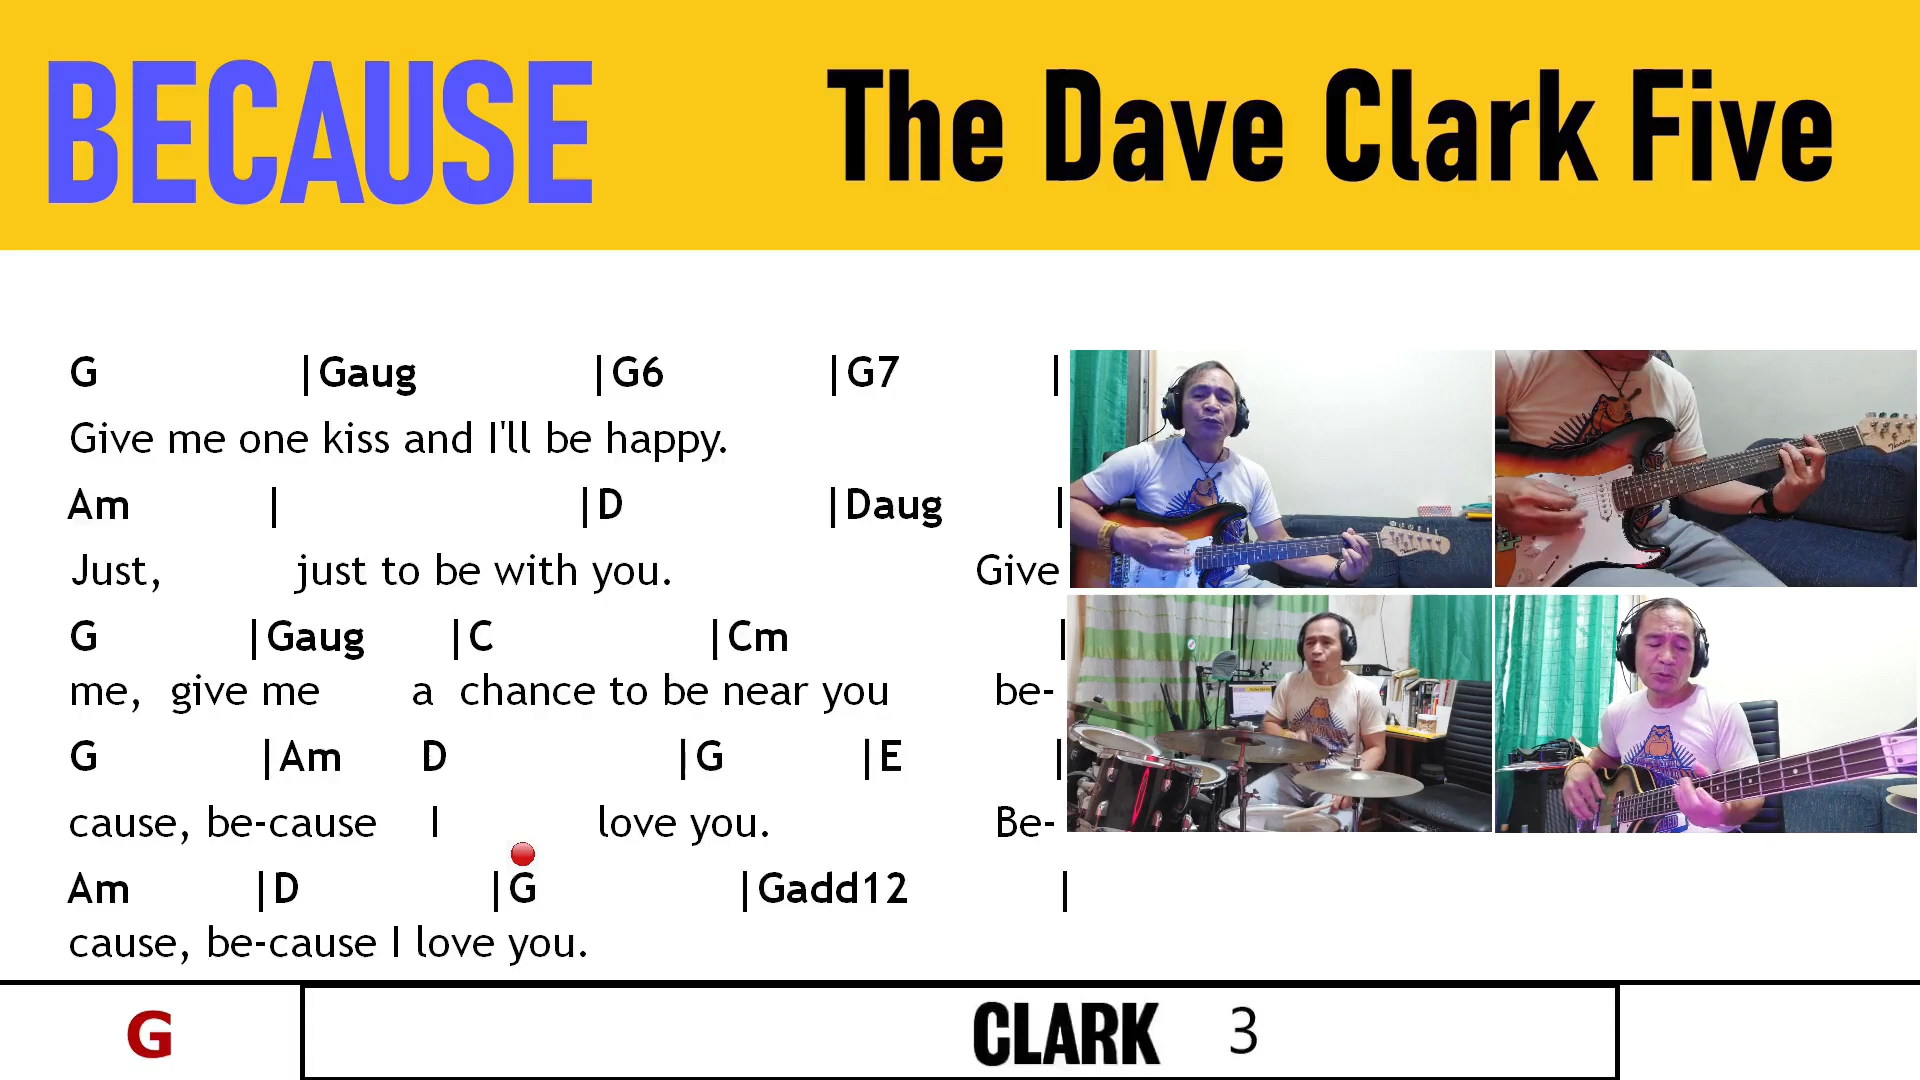 BECAUSE The Dave Clark Five
G |Gaug |G6 |G7 |
Give me one kiss and I'll be happy.
Am | |D |Daug |
Just, just to be with you. Give
G |Gaug |C |Cm |
me, give me a chance to be near you be-
G |Am D |G |E |
cause, be-cause I love you. Be-
Am |D |G |Gadd12 |
cause, be-cause I love you.
G CLARK 3